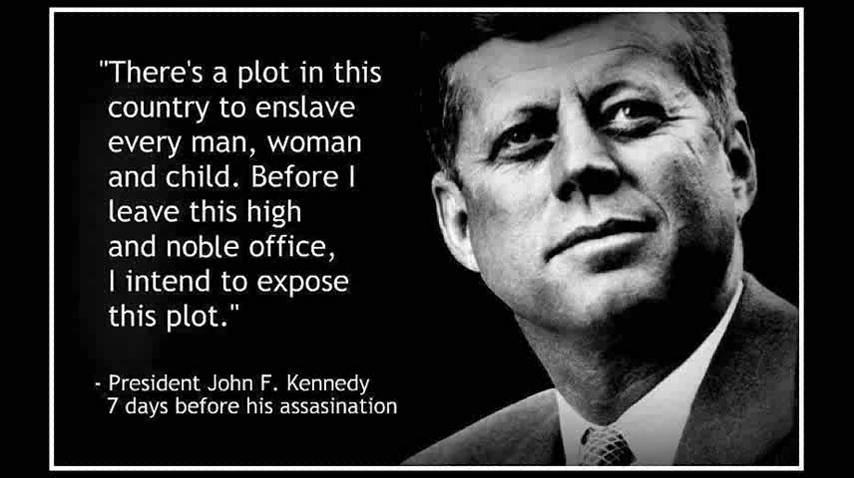 "There's a plot in this
country to enslave
every man, woman
and child. Before I
leave this high
and noble office,
I intend to expose
this plot."
- President John F. Kennedy
7 days before his assasination